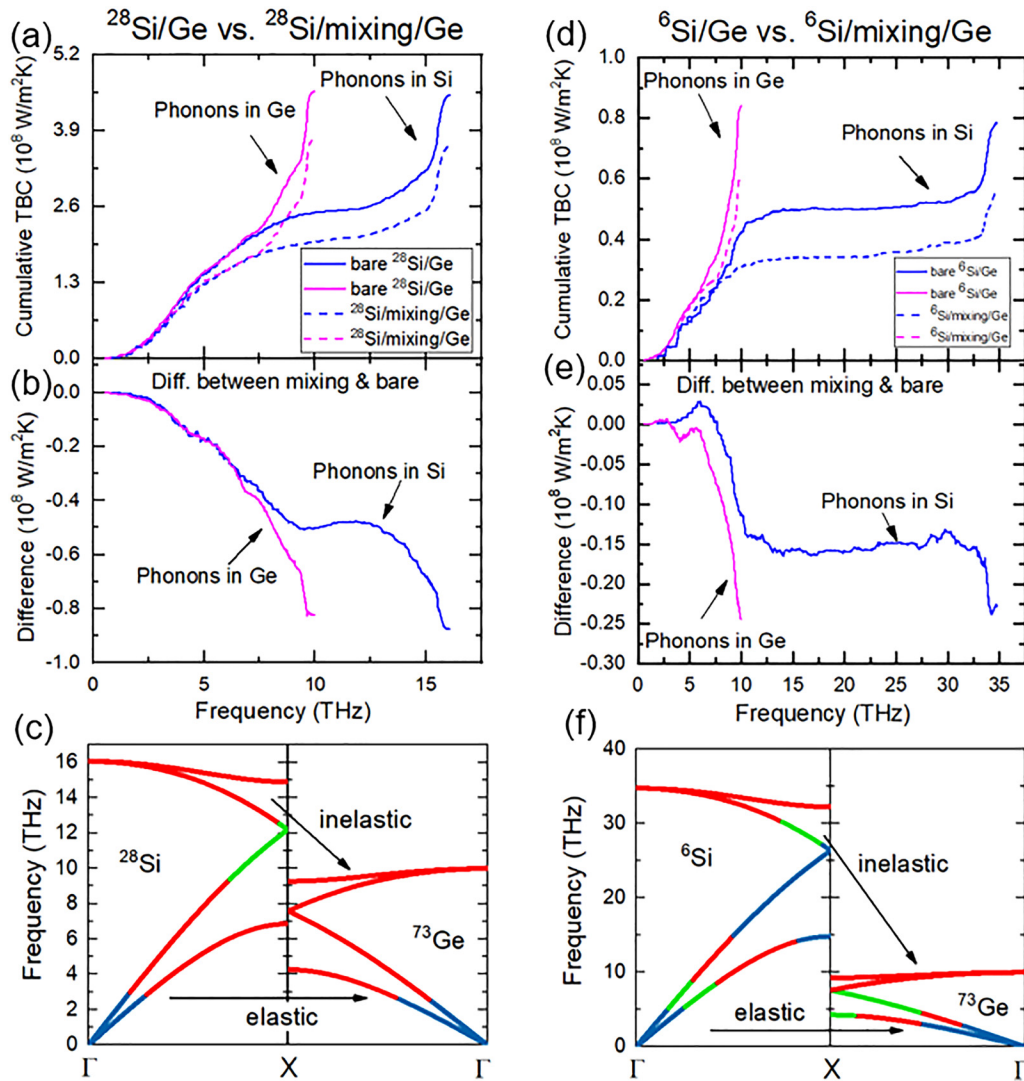 (a)
²⁸Si/Ge vs. ²⁸Si/mixing/Ge
Cumulative TBC (10⁸ W/m²K)
5.2
3.9
2.6
1.3
0.0
Phonons in Ge
Phonons in Si
bare ²⁸Si/Ge
bare ²⁸Si/Ge
²⁸Si/mixing/Ge
²⁸Si/mixing/Ge
(b)
Diff. between mixing & bare
Difference (10⁸ W/m²K)
0.0
-0.2
-0.4
-0.6
-0.8
-1.0
Phonons in Si
Phonons in Ge
0
5
10
15
Frequency (THz)
(c)
Frequency (THz)
16
14
12
10
8
6
4
2
0
²⁸Si
inelastic
⁷³Ge
elastic
Γ
X
Γ
(d)
⁶Si/Ge vs. ⁶Si/mixing/Ge
Cumulative TBC (10⁸ W/m²K)
1.0
0.8
0.6
0.4
0.2
0.0
Phonons in Ge
Phonons in Si
bare ⁶Si/Ge
bare ⁶Si/Ge
⁶Si/mixing/Ge
⁶Si/mixing/Ge
(e)
Diff. between mixing & bare
Difference (10⁸ W/m²K)
0.05
0.00
-0.05
-0.10
-0.15
-0.20
-0.25
-0.30
Phonons in Si
Phonons in Ge
0
5
10
15
20
25
30
35
Frequency (THz)
(f)
Frequency (THz)
40
30
20
10
0
⁶Si
inelastic
⁷³Ge
elastic
Γ
X
Γ